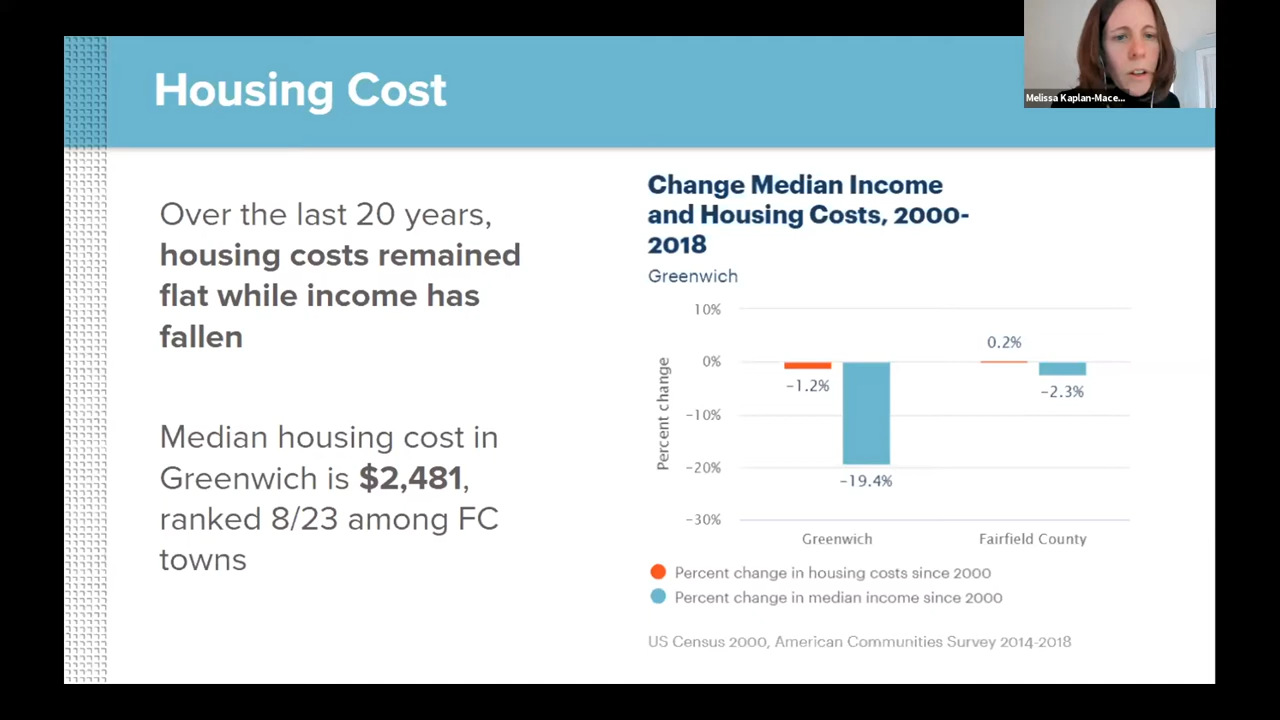 Housing Cost
Melissa Kaplan-Mace...
Over the last 20 years,
housing costs remained
flat while income has
fallen
Median housing cost in
Greenwich is $2,481,
ranked 8/23 among FC
towns
Change Median Income
and Housing Costs, 2000-
2018
Greenwich
Percent change
10%
0%
-10%
-20%
-30%
-1.2%
-19.4%
0.2%
-2.3%
Greenwich
Fairfield County
Percent change in housing costs since 2000
Percent change in median income since 2000
US Census 2000, American Communities Survey 2014-2018